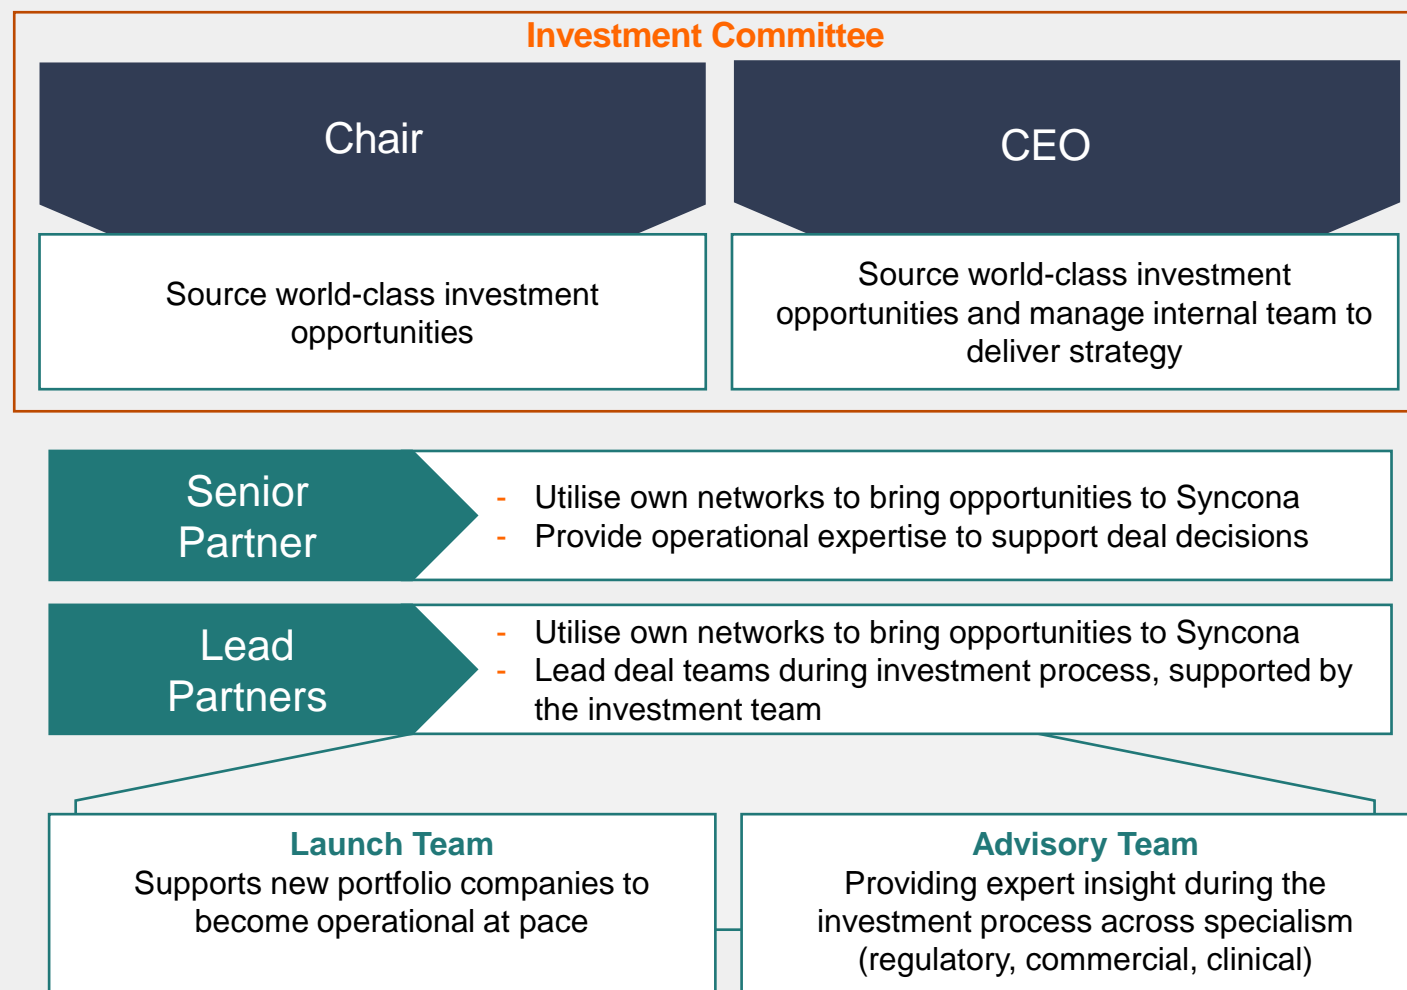 Investment Committee
Chair
CEO
Source world-class investment
opportunities
Source world-class investment
opportunities and manage internal team to
deliver strategy
Senior
Partner
- Utilise own networks to bring opportunities to Syncona
- Provide operational expertise to support deal decisions
Lead
Partners
- Utilise own networks to bring opportunities to Syncona
- Lead deal teams during investment process, supported by
the investment team
Launch Team
Supports new portfolio companies to
become operational at pace
Advisory Team
Providing expert insight during the
investment process across specialism
(regulatory, commercial, clinical)